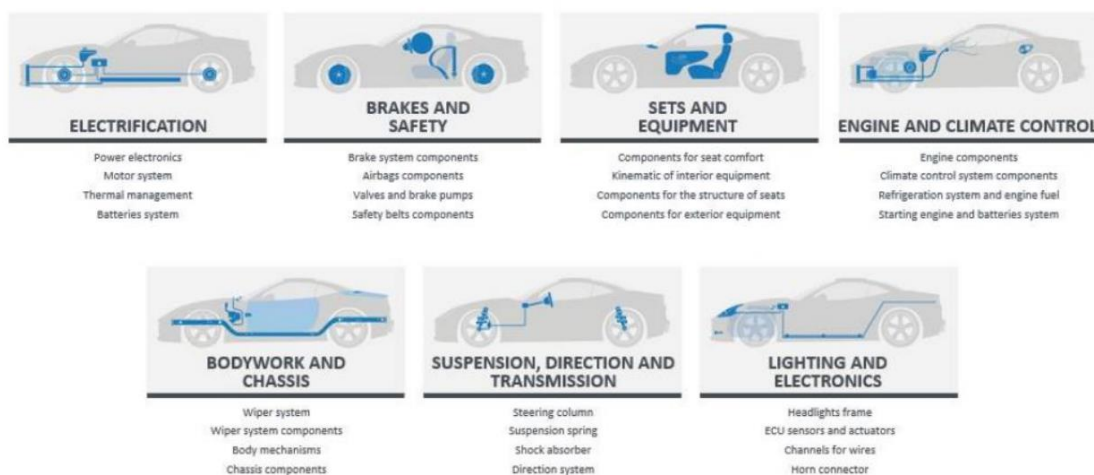 ELECTRIFICATION
Power electronics
Motor system
Thermal management
Batteries system
BRAKES AND
SAFETY
Brake system components
Airbags components
Valves and brake pumps
Safety belts components
SETS AND
EQUIPMENT
Components for seat comfort
Kinematic of interior equipment
Components for the structure of seats
Components for exterior equipment
ENGINE AND CLIMATE CONTROL
Engine components
Climate control system components
Refrigeration system and engine fuel
Starting engine and batteries system
BODYWORK AND
CHASSIS
Wiper system
Wiper system components
Body mechanisms
Chassis components
SUSPENSION, DIRECTION AND
TRANSMISSION
Steering column
Suspension spring
Shock absorber
Direction system
LIGHTING AND
ELECTRONICS
Headlights frame
ECU sensors and actuators
Channels for wires
Horn connector